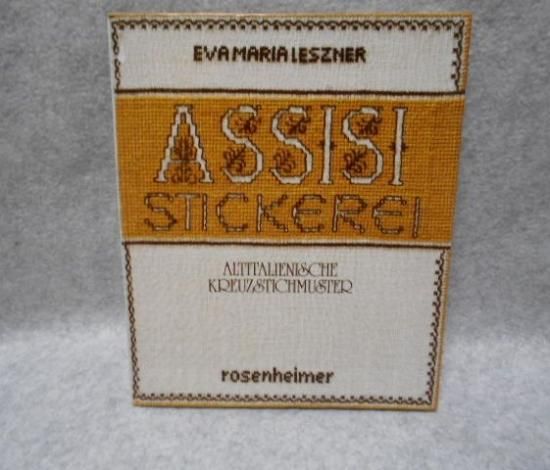 EVA MARIA LESZNER
ASSISI
STICKEREI
ALTITALIENISCHE
KREUZSTICHMUSTER
rosenheimer